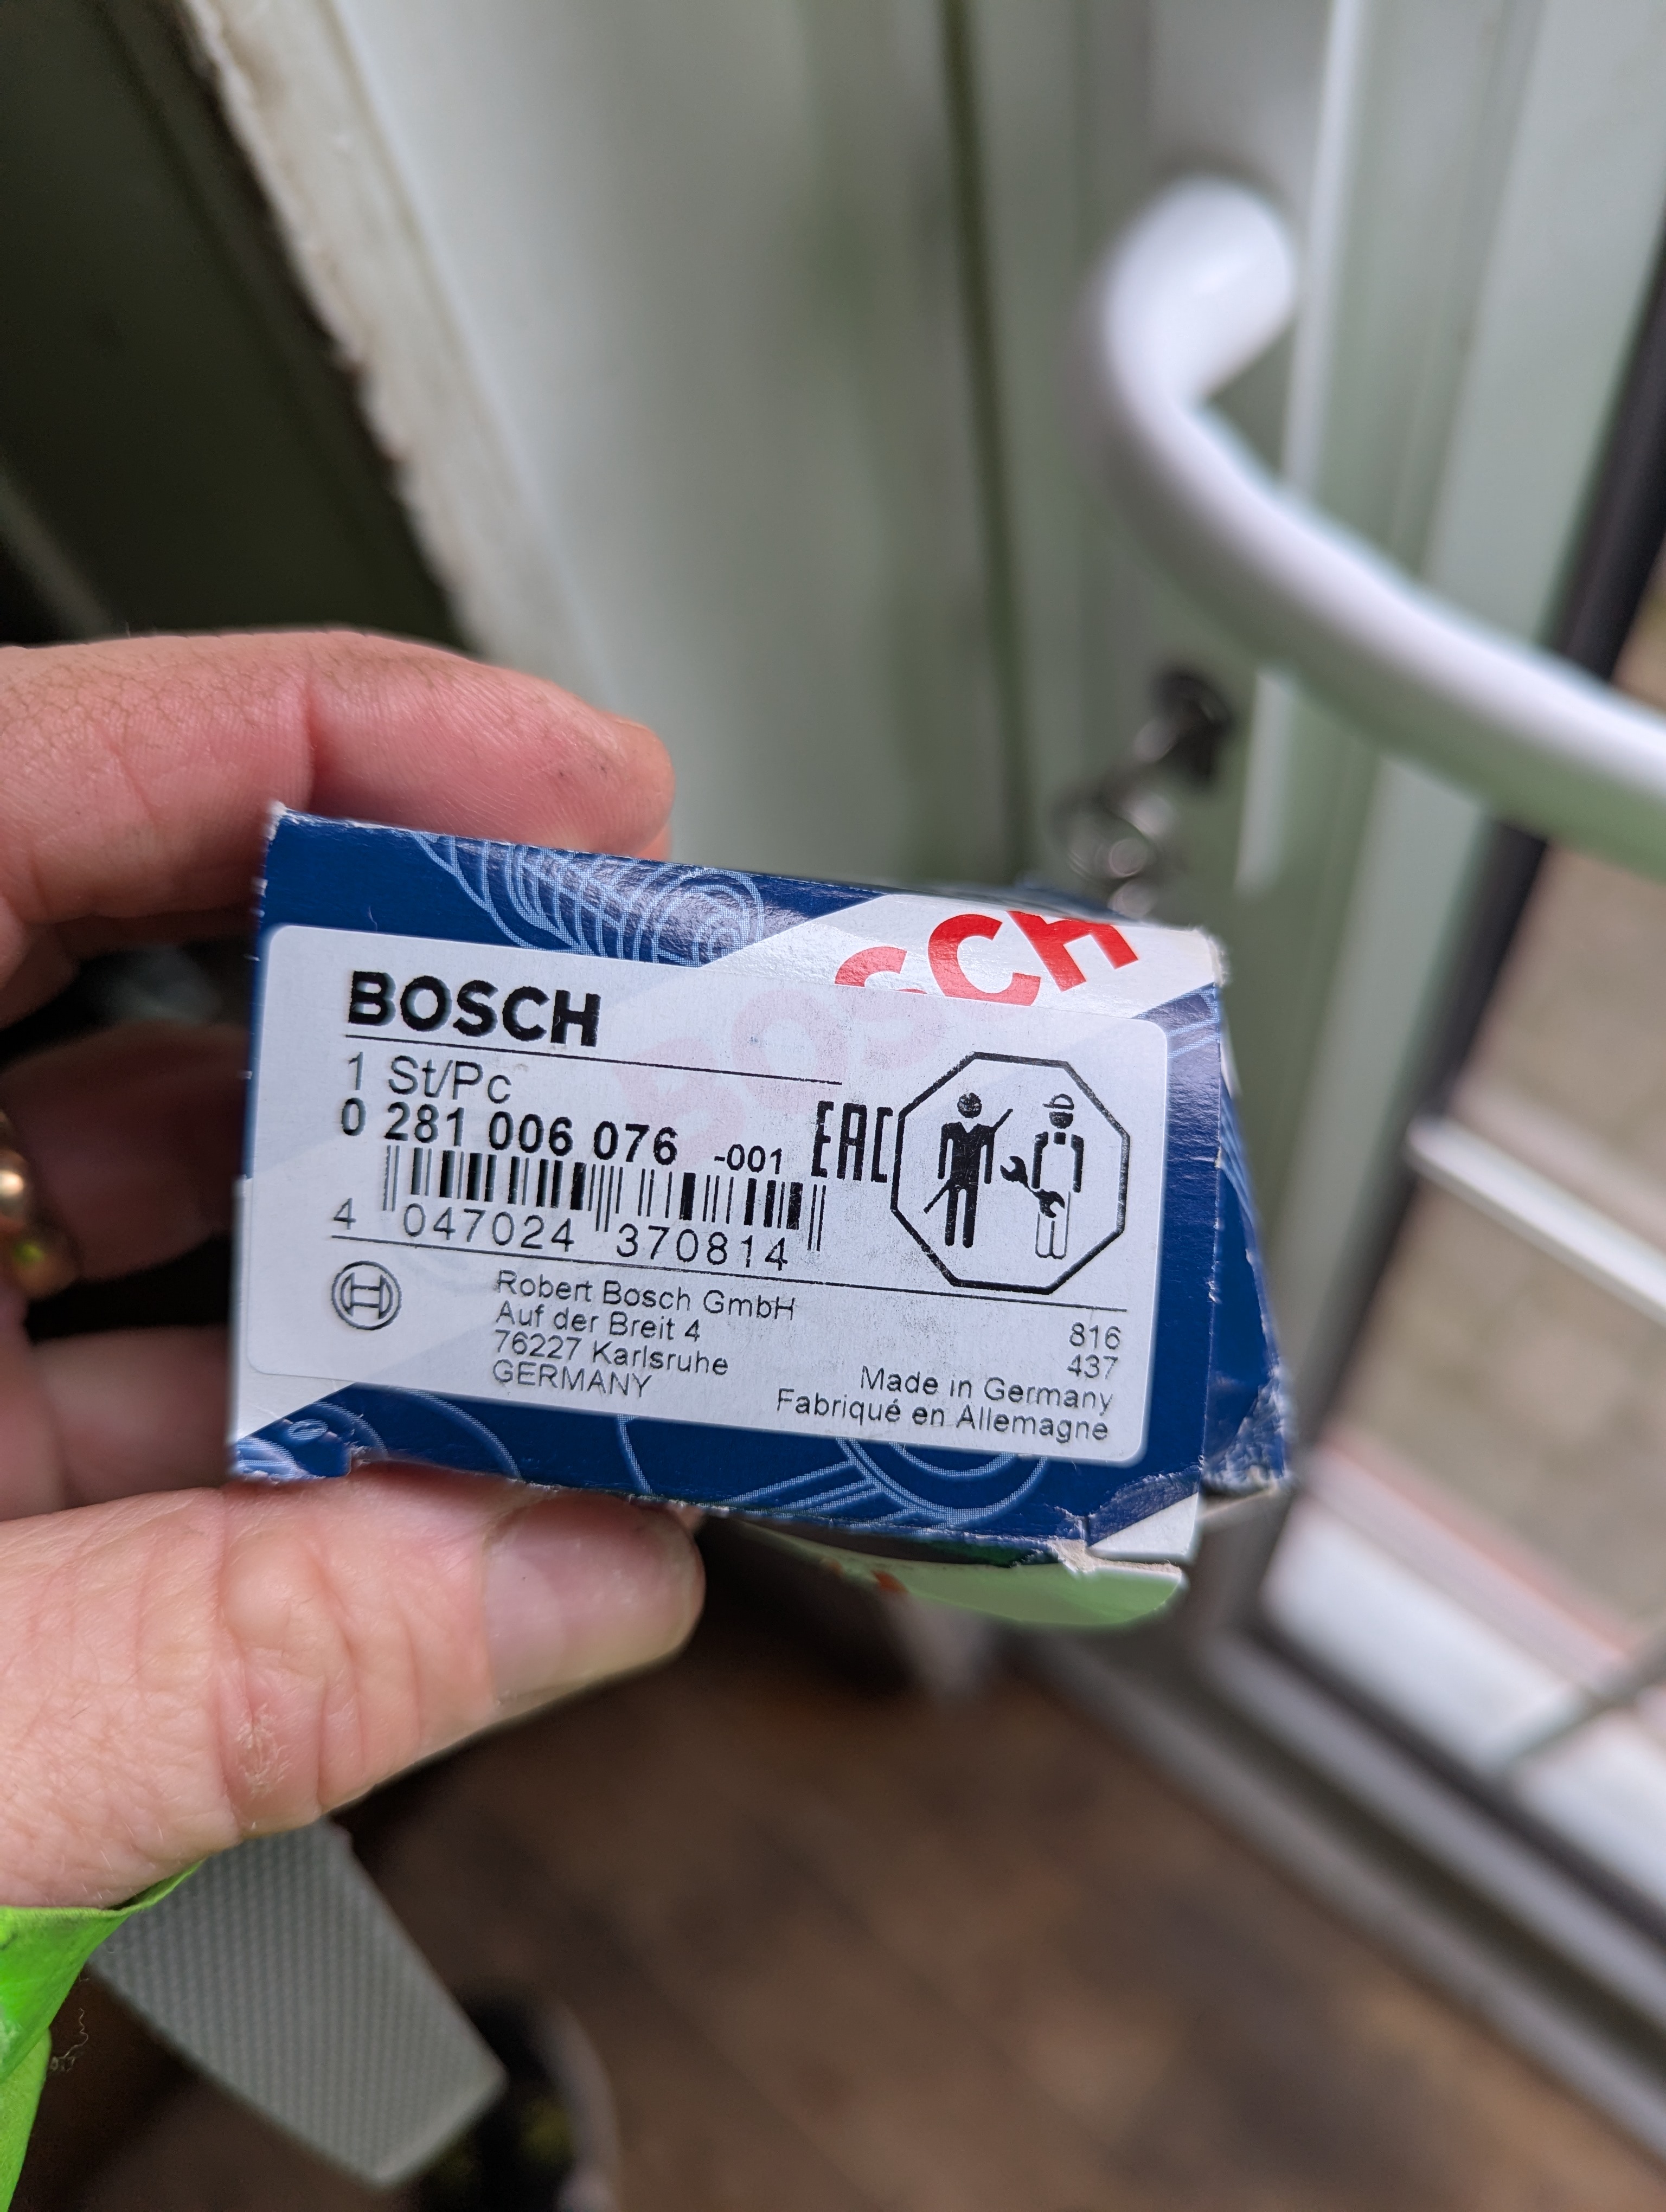 BOSCH
BOSCH
1 St/Pc
0 281 006 076 -001 EAC
4 047024 370814
Robert Bosch GmbH
Auf der Breit 4
76227 Karlsruhe
GERMANY
816
437
Made in Germany
Fabriqué en Allemagne